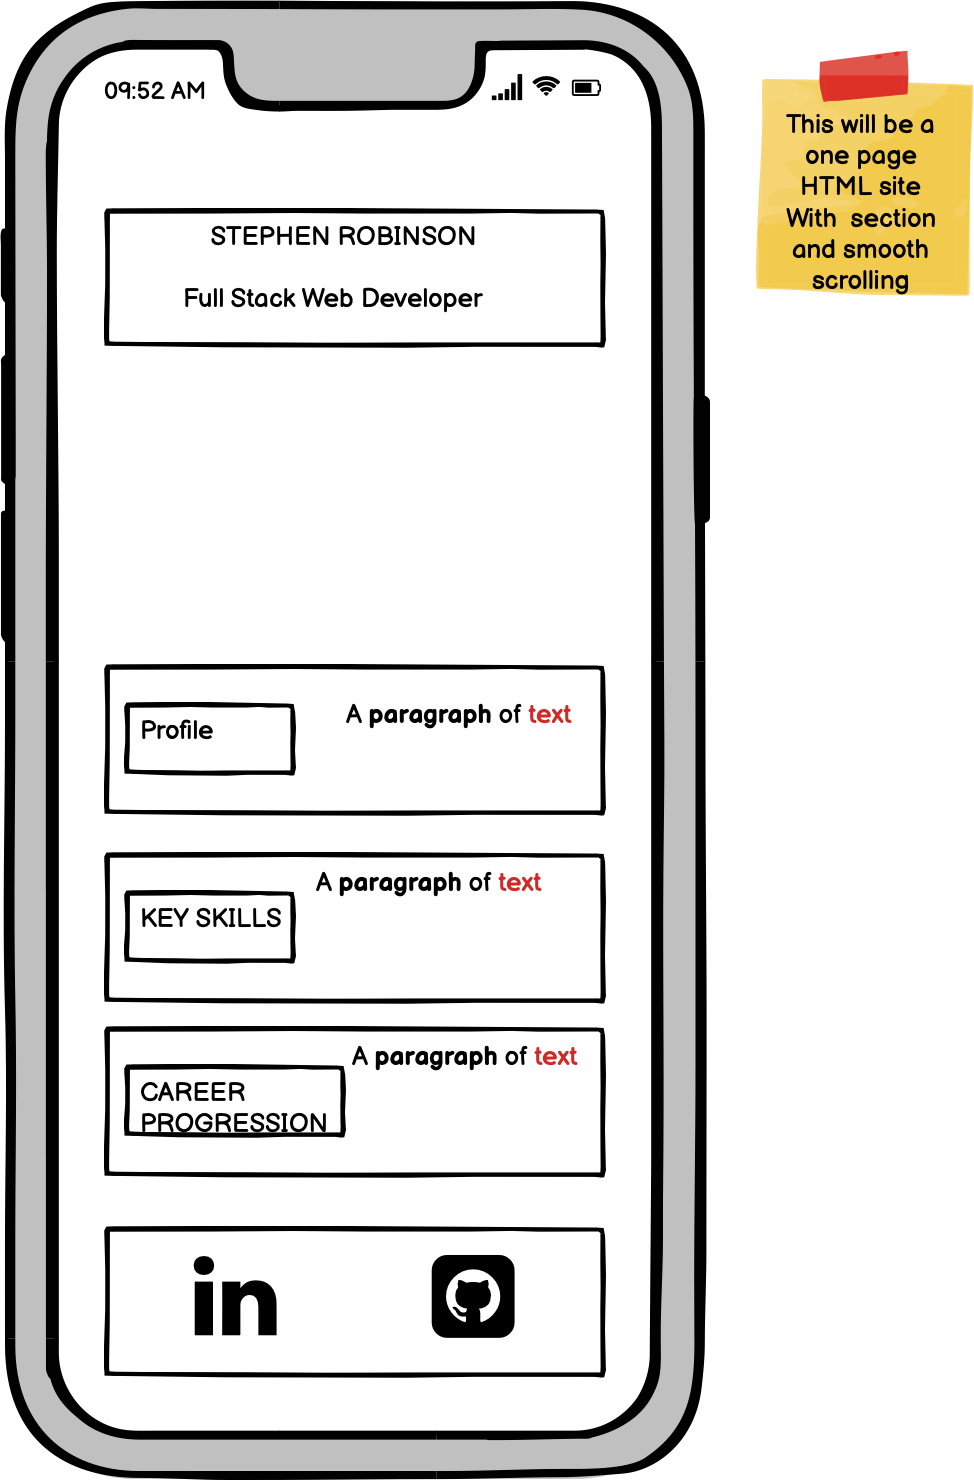 09:52 AM
STEPHEN ROBINSON
Full Stack Web Developer
Profile
A paragraph of text
KEY SKILLS
A paragraph of text
CAREER
PROGRESSION
A paragraph of text
in
This will be a
one page
HTML site
With section
and smooth
scrolling